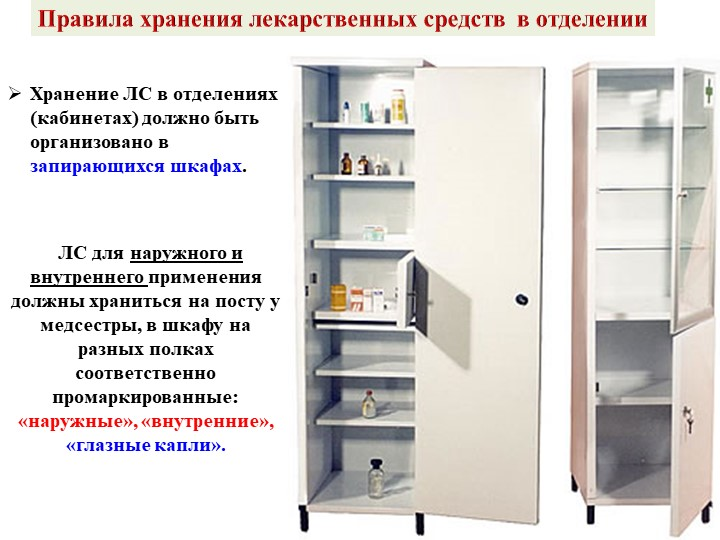 Правила хранения лекарственных средств в отделении
➢ Хранение ЛС в отделениях
(кабинетах) должно быть
организовано в
запирающихся шкафах.
ЛС для наружного и
внутреннего применения
должны храниться на посту у
медсестры, в шкафу на
разных полках
соответственно
промаркированные:
«наружные», «внутренние»,
«глазные капли».